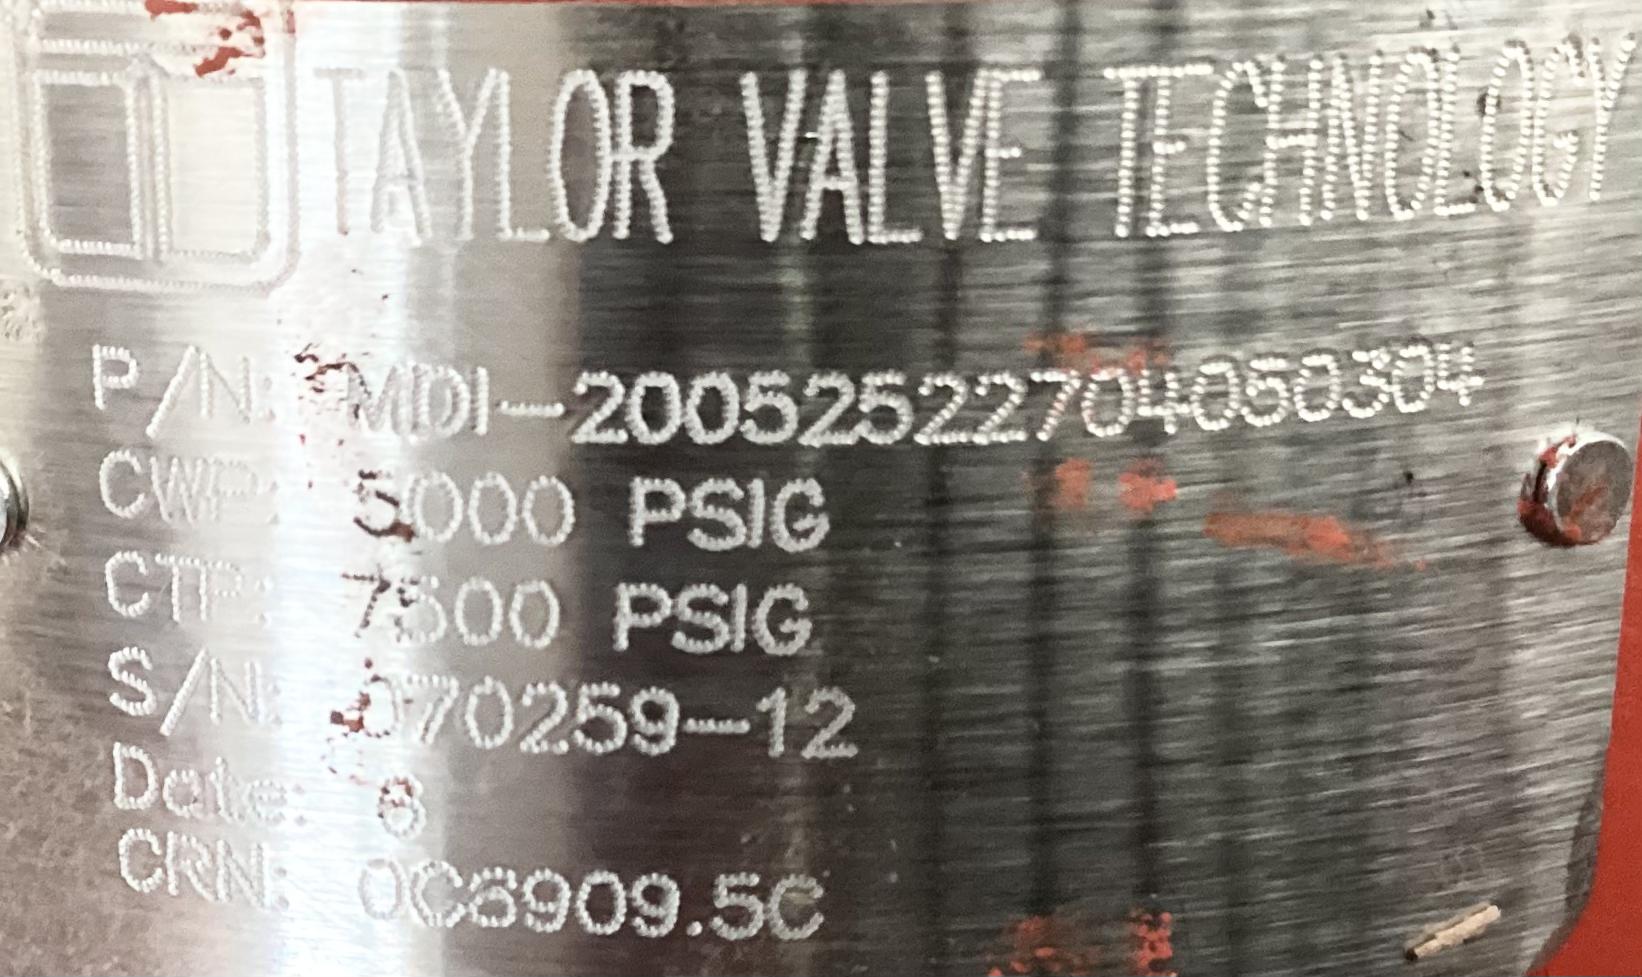 TAYLOR VALVE TECHNOLOGY
P/N: MDI-20052522704050304
CWP: 5000 PSIG
CTP: 7500 PSIG
S/N: 070259-12
Date: 8
CRN: 0C6909.5C